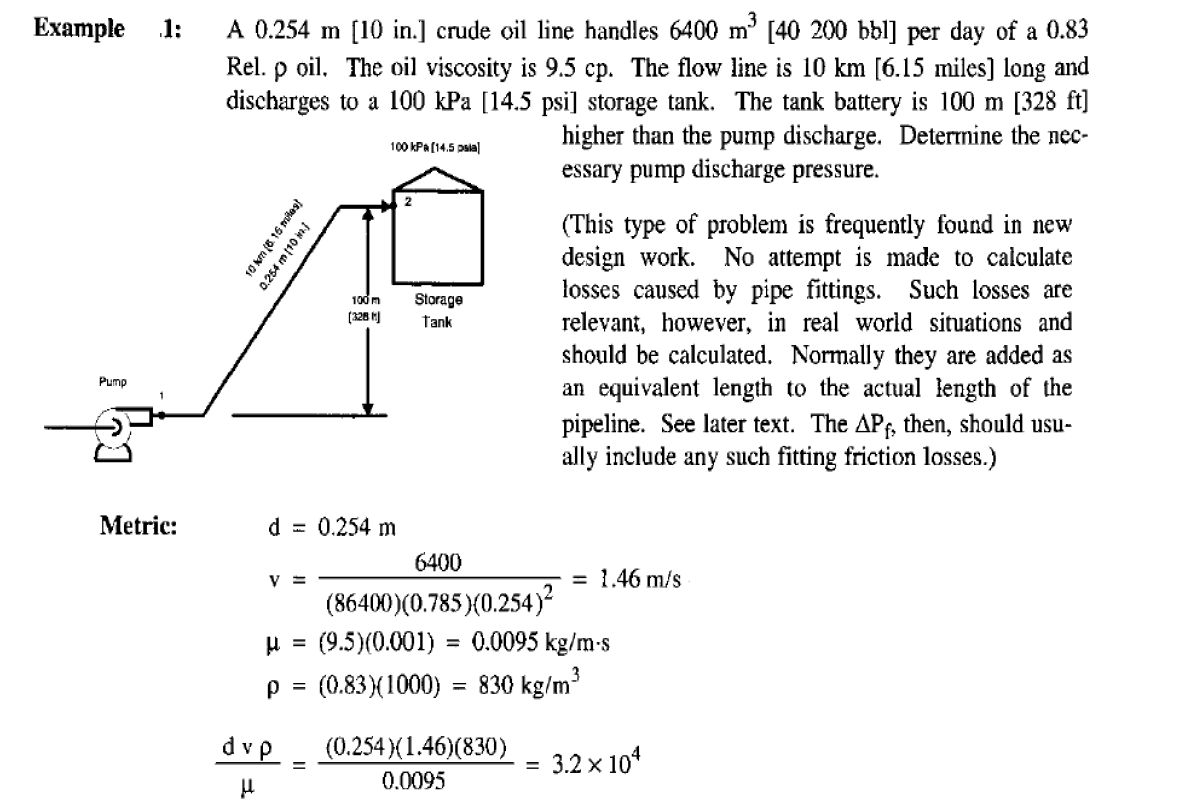 Example 1: A 0.254 m [10 in.] crude oil line handles 6400 m³ [40 200 bbl] per day of a 0.83
Rel. ρ oil. The oil viscosity is 9.5 cp. The flow line is 10 km [6.15 miles] long and
discharges to a 100 kPa [14.5 psi] storage tank. The tank battery is 100 m [328 ft]
higher than the pump discharge. Determine the nec-
essary pump discharge pressure.
(This type of problem is frequently found in new
design work. No attempt is made to calculate
losses caused by pipe fittings. Such losses are
relevant, however, in real world situations and
should be calculated. Normally they are added as
an equivalent length to the actual length of the
pipeline. See later text. The ΔPf, then, should usu-
ally include any such fitting friction losses.)
100 kPa [14.5 psia]
2
10 km [6.15 miles]
0.254 m [10 in.]
100 m
[328 ft]
Storage
Tank
Pump
1
Metric: d = 0.254 m
v = 6400 / (86400)(0.785)(0.254)² = 1.46 m/s
μ = (9.5)(0.001) = 0.0095 kg/m·s
ρ = (0.83)(1000) = 830 kg/m³
d v ρ / μ = (0.254)(1.46)(830) / 0.0095 = 3.2 × 10⁴